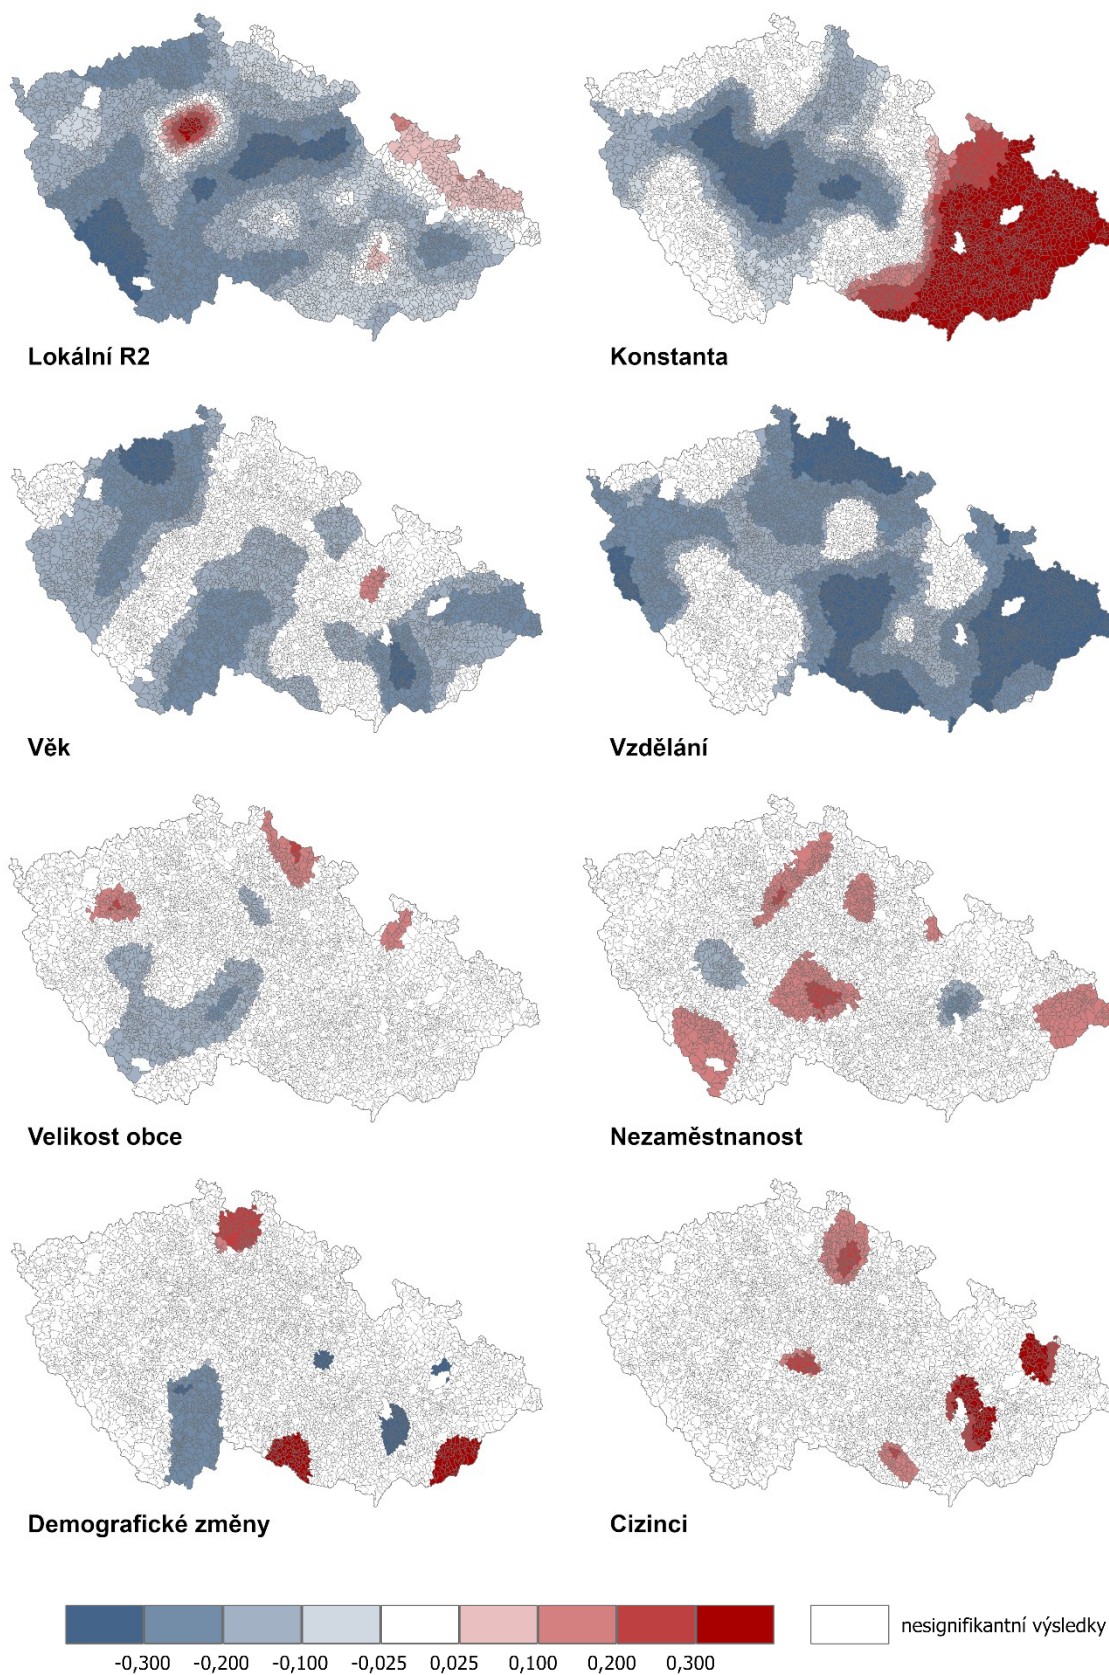 Lokální R2
Konstanta
Věk
Vzdělání
Velikost obce
Nezaměstnanost
Demografické změny
Cizinci
nesignifikantní výsledky
-0,300 -0,200 -0,100 -0,025 0,025 0,100 0,200 0,300